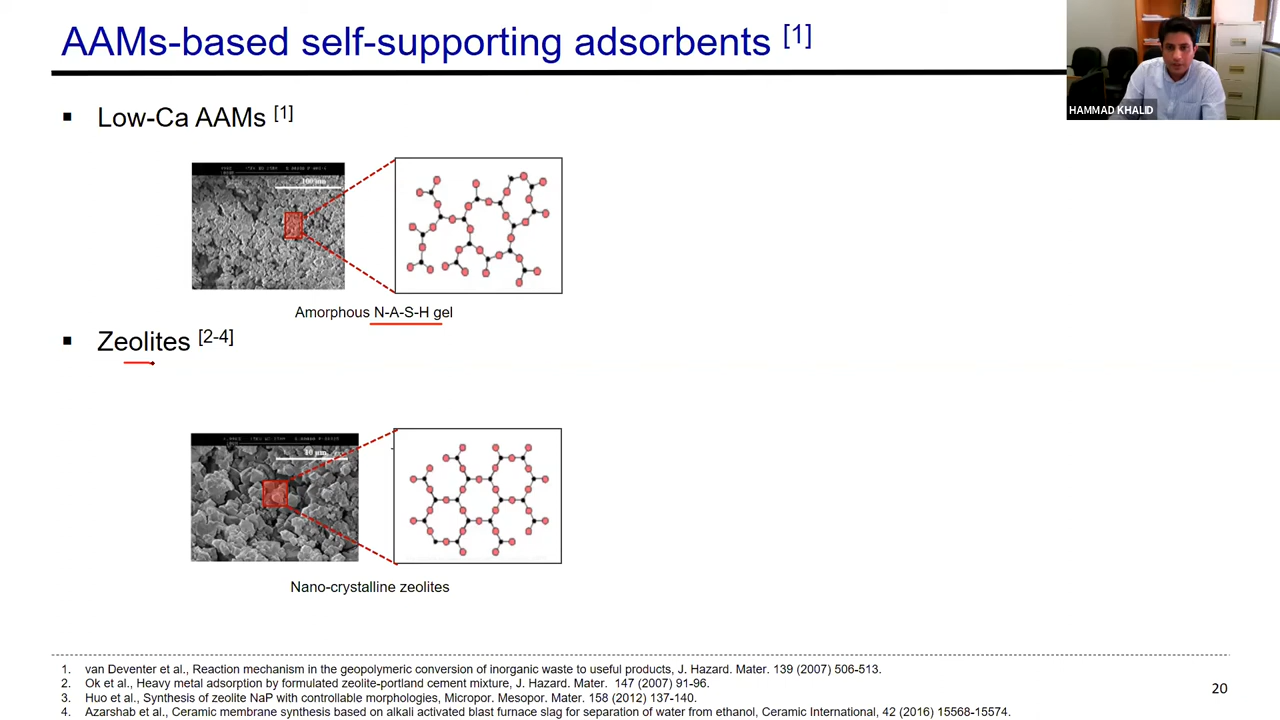 AAMs-based self-supporting adsorbents [1]
HAMMAD KHALID
▪ Low-Ca AAMs [1]
100 nm
Amorphous N-A-S-H gel
▪ Zeolites [2-4]
10 µm
Nano-crystalline zeolites
1. van Deventer et al., Reaction mechanism in the geopolymeric conversion of inorganic waste to useful products, J. Hazard. Mater. 139 (2007) 506-513.
2. Ok et al., Heavy metal adsorption by formulated zeolite-portland cement mixture, J. Hazard. Mater. 147 (2007) 91-96.
3. Huo et al., Synthesis of zeolite NaP with controllable morphologies, Micropor. Mesopor. Mater. 158 (2012) 137-140.
4. Azarshab et al., Ceramic membrane synthesis based on alkali activated blast furnace slag for separation of water from ethanol, Ceramic International, 42 (2016) 15568-15574.
20